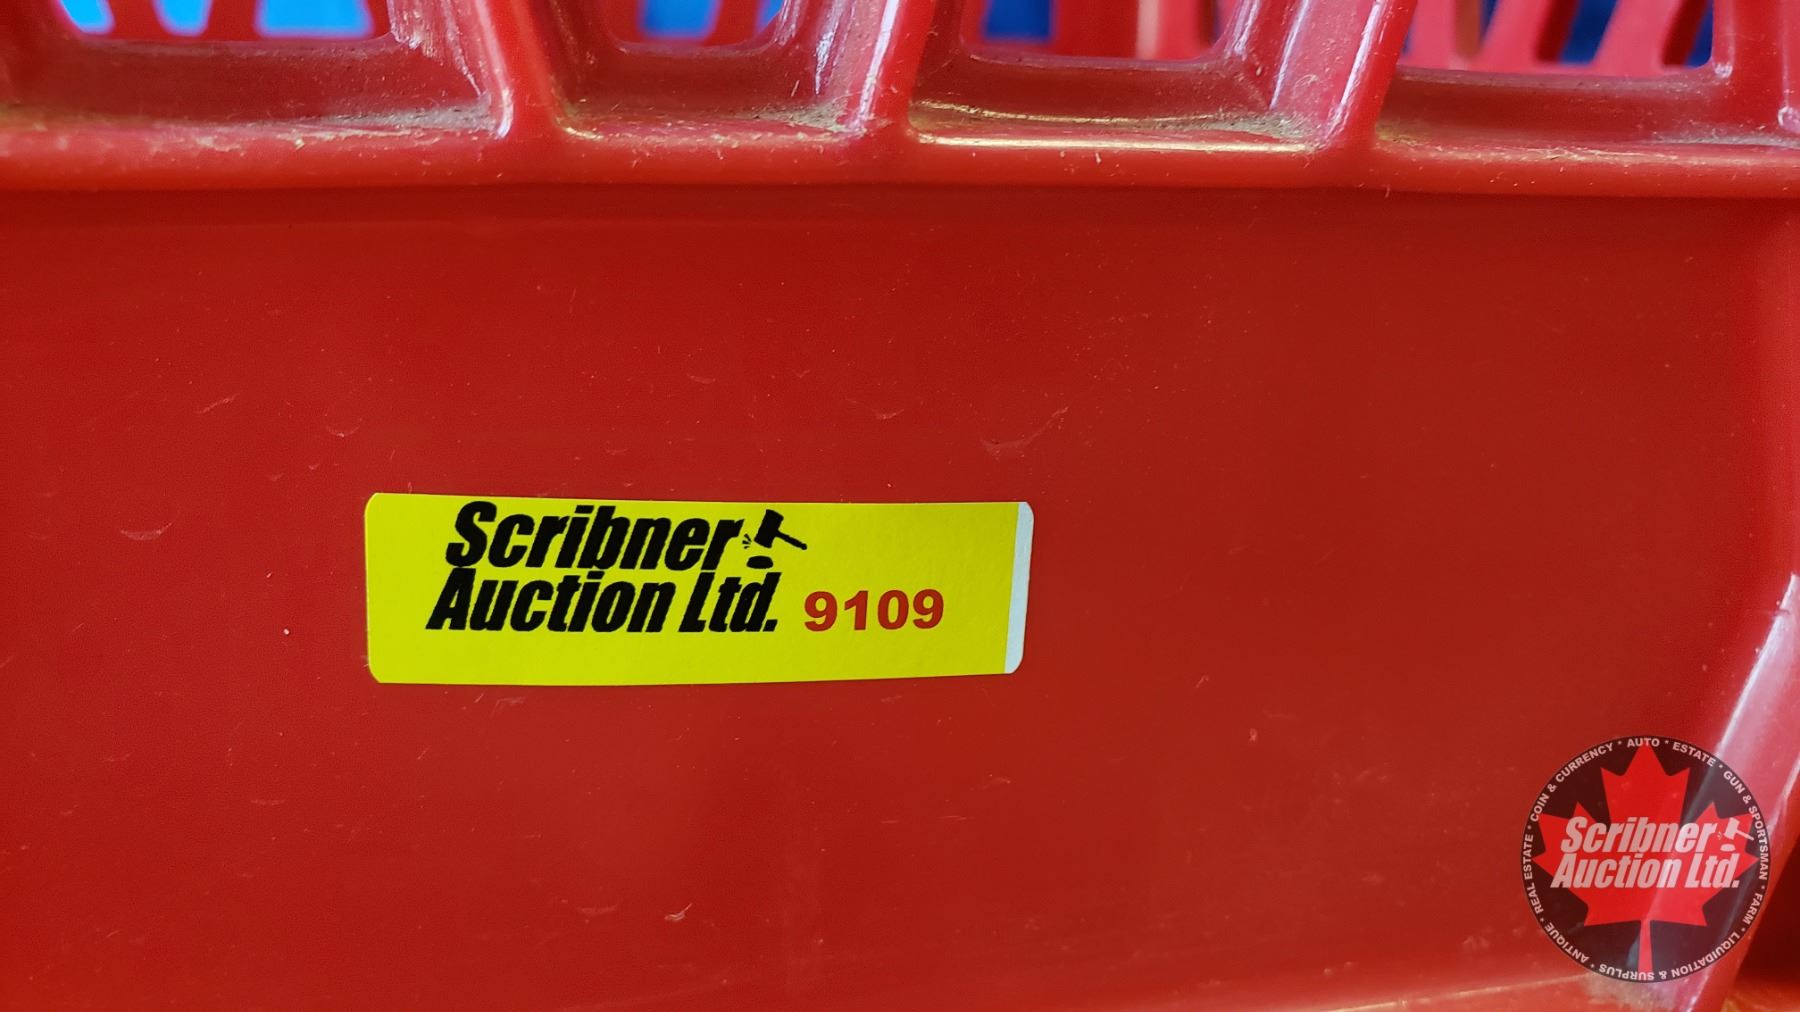 Scribner
Auction Ltd. 9109
COIN & CURRENCY * AUTO * ESTATE * GUN & SPORTSMAN * FARM * LIQUIDATION & SURPLUS * ANTIQUE * REAL ESTATE *
Scribner
Auction Ltd.